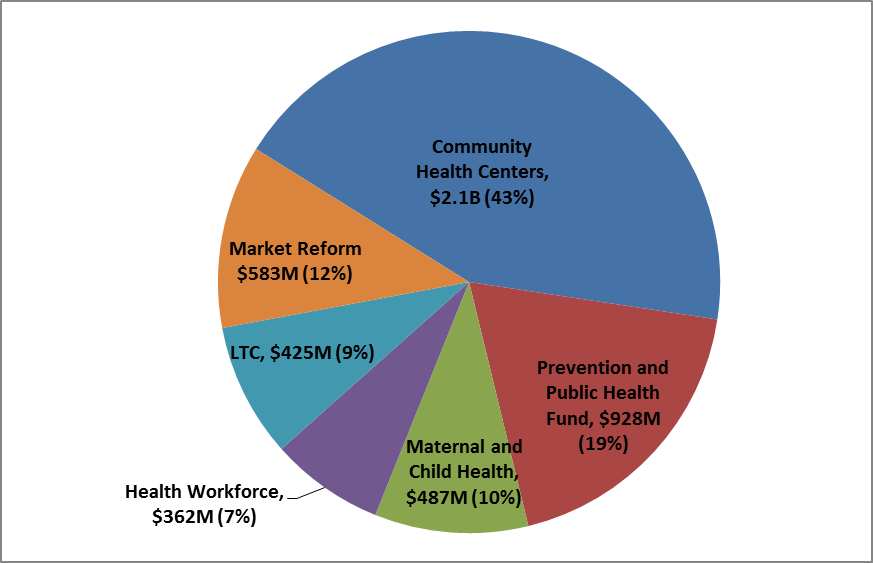 Community
Health Centers,
$2.1B (43%)
Market Reform
$583M (12%)
LTC, $425M (9%)
Prevention and
Public Health
Fund, $928M
(19%)
Maternal and
Child Health,
$487M (10%)
Health Workforce,
$362M (7%)